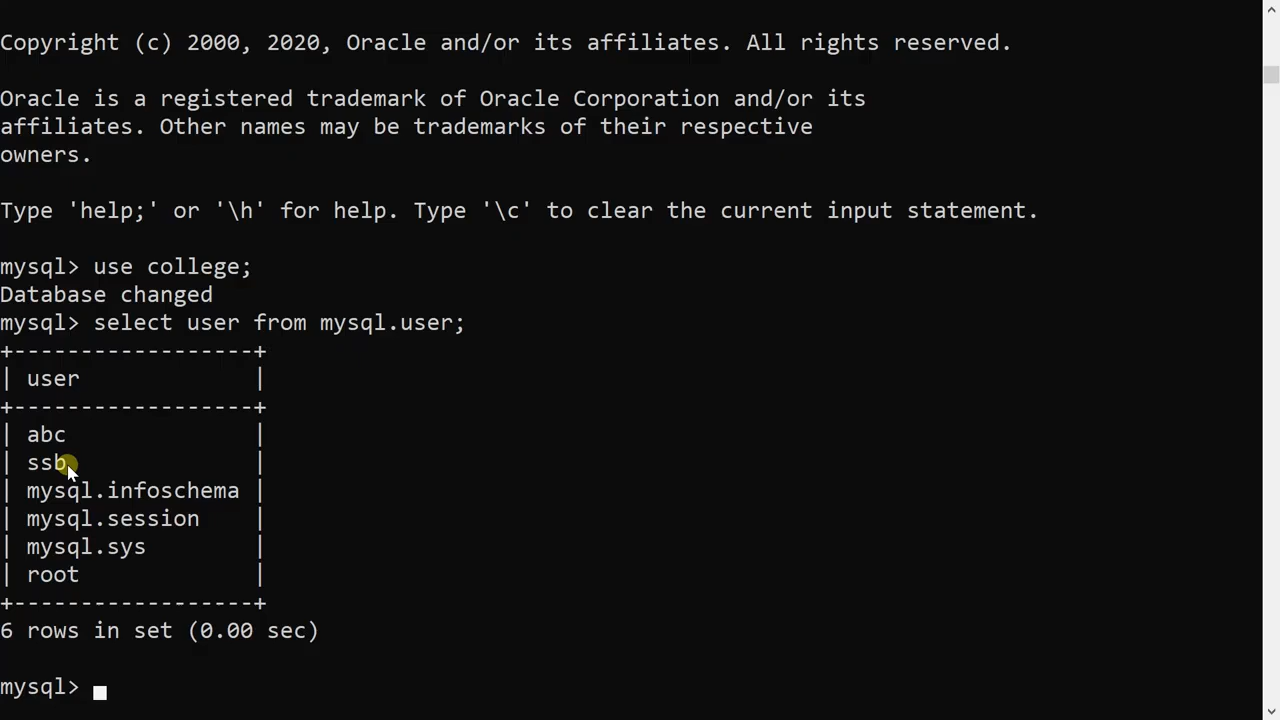 Copyright (c) 2000, 2020, Oracle and/or its affiliates. All rights reserved.
Oracle is a registered trademark of Oracle Corporation and/or its
affiliates. Other names may be trademarks of their respective
owners.
Type 'help;' or '\h' for help. Type '\c' to clear the current input statement.
mysql> use college;
Database changed
mysql> select user from mysql.user;
+------------------+
| user             |
+------------------+
| abc              |
| ssb              |
| mysql.infoschema |
| mysql.session    |
| mysql.sys        |
| root             |
+------------------+
6 rows in set (0.00 sec)
mysql>